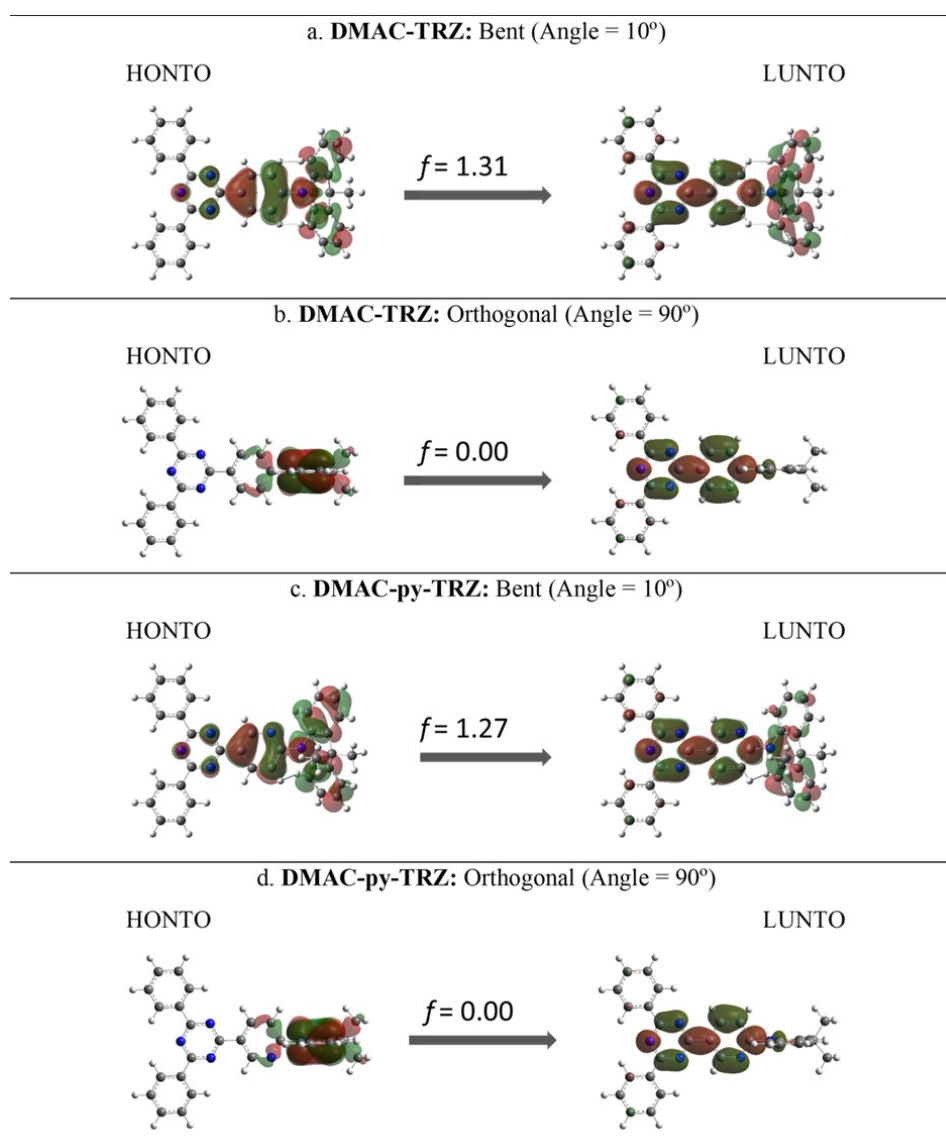 a. DMAC-TRZ: Bent (Angle = 10º)
HONTO LUNTO
f = 1.31
b. DMAC-TRZ: Orthogonal (Angle = 90º)
HONTO LUNTO
f = 0.00
c. DMAC-py-TRZ: Bent (Angle = 10º)
HONTO LUNTO
f = 1.27
d. DMAC-py-TRZ: Orthogonal (Angle = 90º)
HONTO LUNTO
f = 0.00